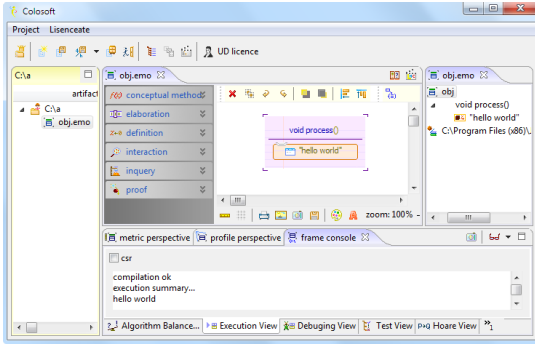 Colosoft
Project Lisenceate
UD licence
C:\a
artifact
C:\a
obj.emo
obj.emo
f(x) conceptual method
elaboration
definition
interaction
inquery
proof
void process()
"hello world"
zoom: 100%
obj.emo
obj
void process()
"hello world"
C:\Program Files (x86)\
metric perspective
profile perspective
frame console
csr
compilation ok
execution summary...
hello world
Algorithm Balance...
Execution View
Debuging View
Test View
Hoare View